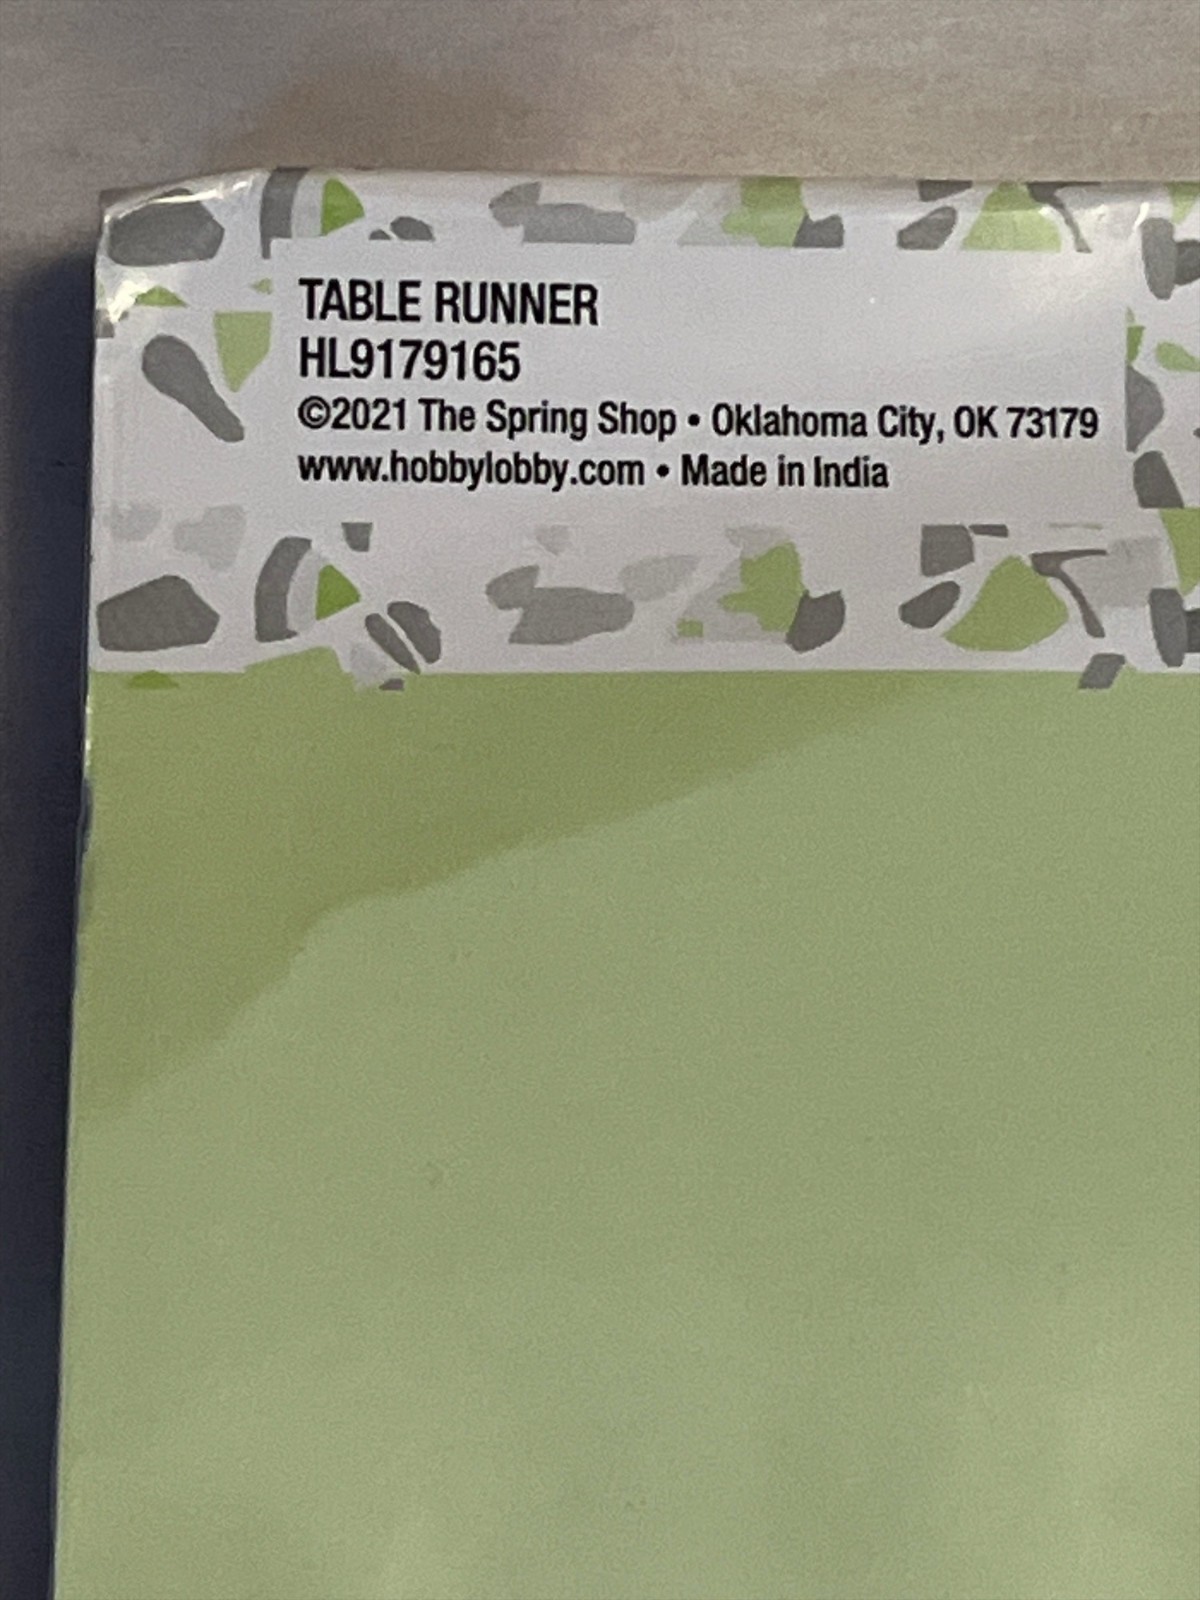 TABLE RUNNER
HL9179165
©2021 The Spring Shop • Oklahoma City, OK 73179
www.hobbylobby.com • Made in India